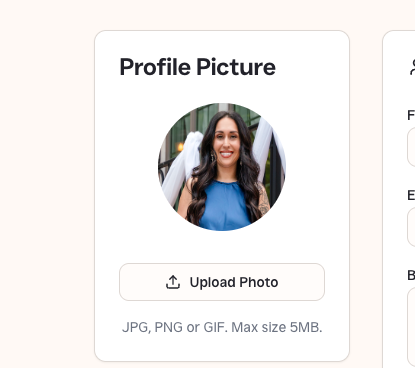 Profile Picture
Upload Photo
JPG, PNG or GIF. Max size 5MB.
F
E
B